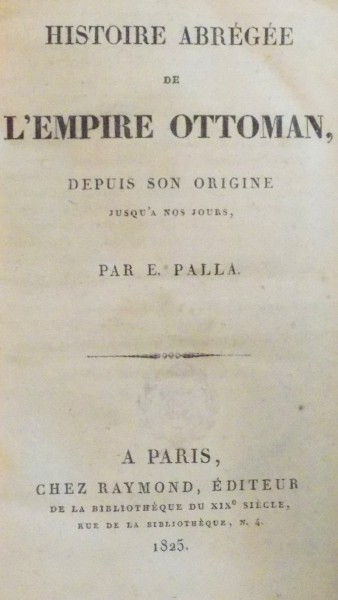 HISTOIRE ABRÉGÉE
DE
L'EMPIRE OTTOMAN,
DEPUIS SON ORIGINE
JUSQU'A NOS JOURS,
PAR E. PALLA.
A PARIS,
CHEZ RAYMOND, ÉDITEUR
DE LA BIBLIOTHÈQUE DU XIXe SIÈCLE,
RUE DE LA BIBLIOTHÈQUE, N. 4.
1825.